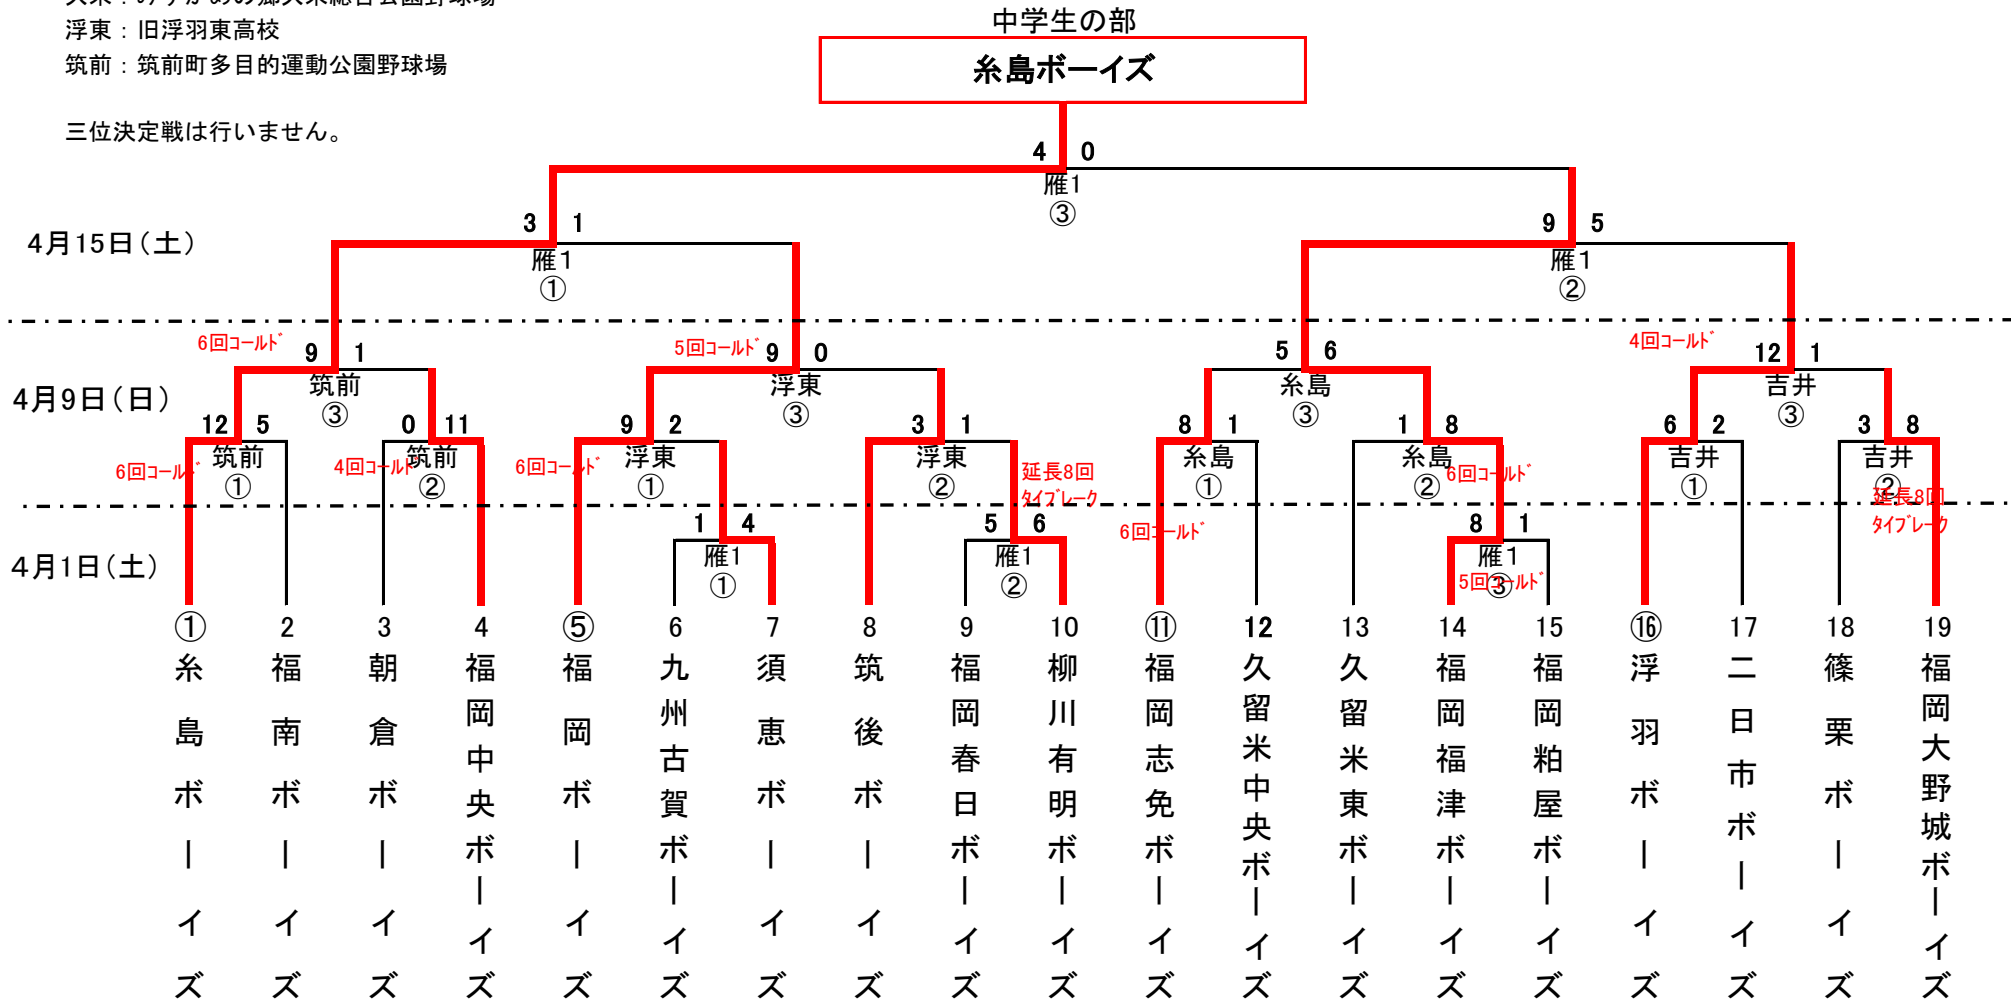 浮東：旧浮羽東高校
筑前：筑前町多目的運動公園野球場
三位決定戦は行いません。
中学生の部
糸島ボーイズ
4 0
雁1
③
4月15日（土）
3 1
雁1
①
9 5
雁1
②
4月9日（日）
6回コールド
9 1
筑前
③
5回コールド
9 0
浮東
③
5 6
糸島
③
4回コールド
12 1
吉井
③
12 5
筑前
①
6回コールド
0 11
筑前
②
4回コールド
9 2
浮東
①
6回コールド
3 1
浮東
②
延長8回
タイブレーク
8 1
糸島
①
6回コールド
1 8
糸島
②
6回コールド
6 2
吉井
①
3 8
吉井
②
延長8回
タイブレーク
4月1日（土）
1 4
雁1
①
5 6
雁1
②
8 1
雁1
③
5回コールド
① 糸島ボーイズ
2 福南ボーイズ
3 朝倉ボーイズ
4 福岡中央ボーイズ
⑤ 福岡ボーイズ
6 九州古賀ボーイズ
7 須恵ボーイズ
8 筑後ボーイズ
9 福岡春日ボーイズ
10 柳川有明ボーイズ
⑪ 福岡志免ボーイズ
12 久留米中央ボーイズ
13 久留米東ボーイズ
14 福岡福津ボーイズ
15 福岡粕屋ボーイズ
⑯ 浮羽ボーイズ
17 二日市ボーイズ
18 篠栗ボーイズ
19 福岡大野城ボーイズ